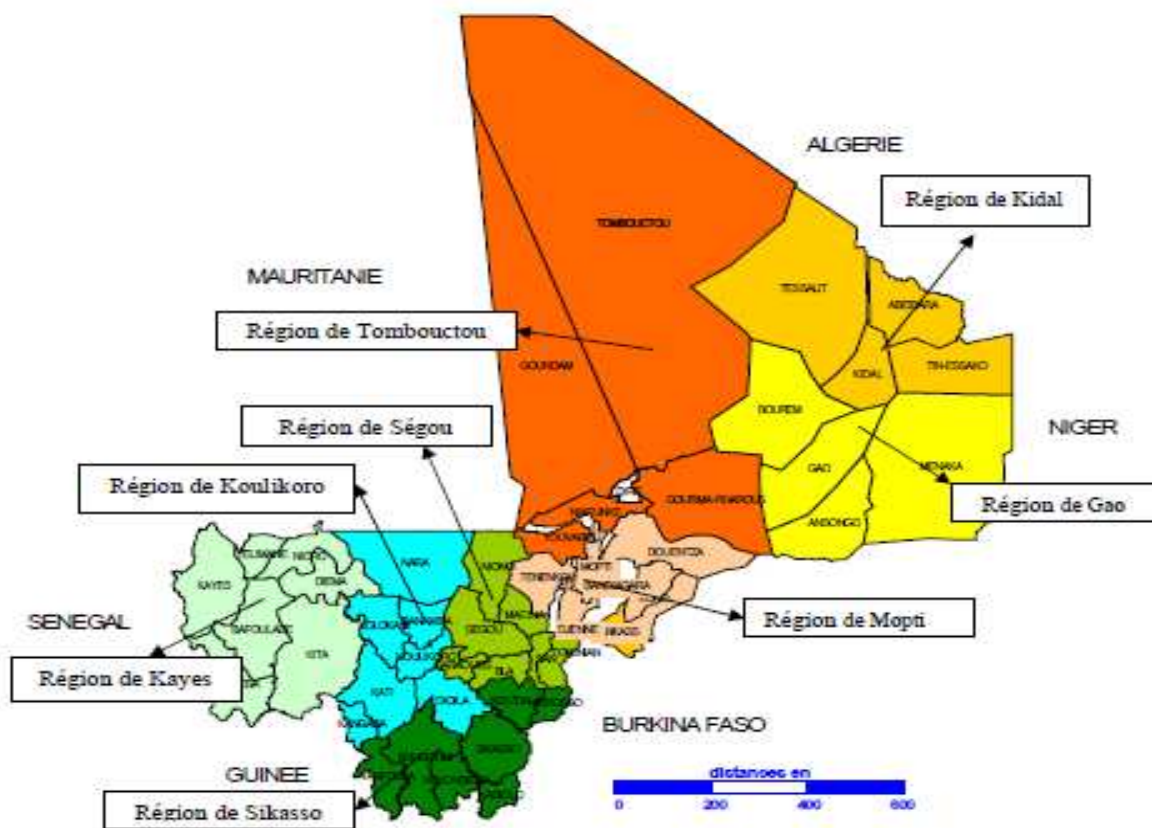 ALGERIE
Région de Kidal
TOMBOUCTOU
MAURITANIE
TESSALIT
ABEIBARA
Région de Tombouctou
GOUNDAM
KIDAL
TIN-ESSAKO
BOUREM
Région de Ségou
NIGER
GAO
MENAKA
Région de Koulikoro
GOURMA-RHAROUS
Région de Gao
ANSONGO
NARA
NIONO
DOUENTZA
NIORO
KAYES
DIEMA
MOPTI
SENEGAL
SEGOU
Région de Mopti
BAFOULABE
KITA
DJENNE
Région de Kayes
BLA
KATI
BURKINA FASO
KANGABA
GUINEE
SIKASSO
distances en
Région de Sikasso
0 200 400 600